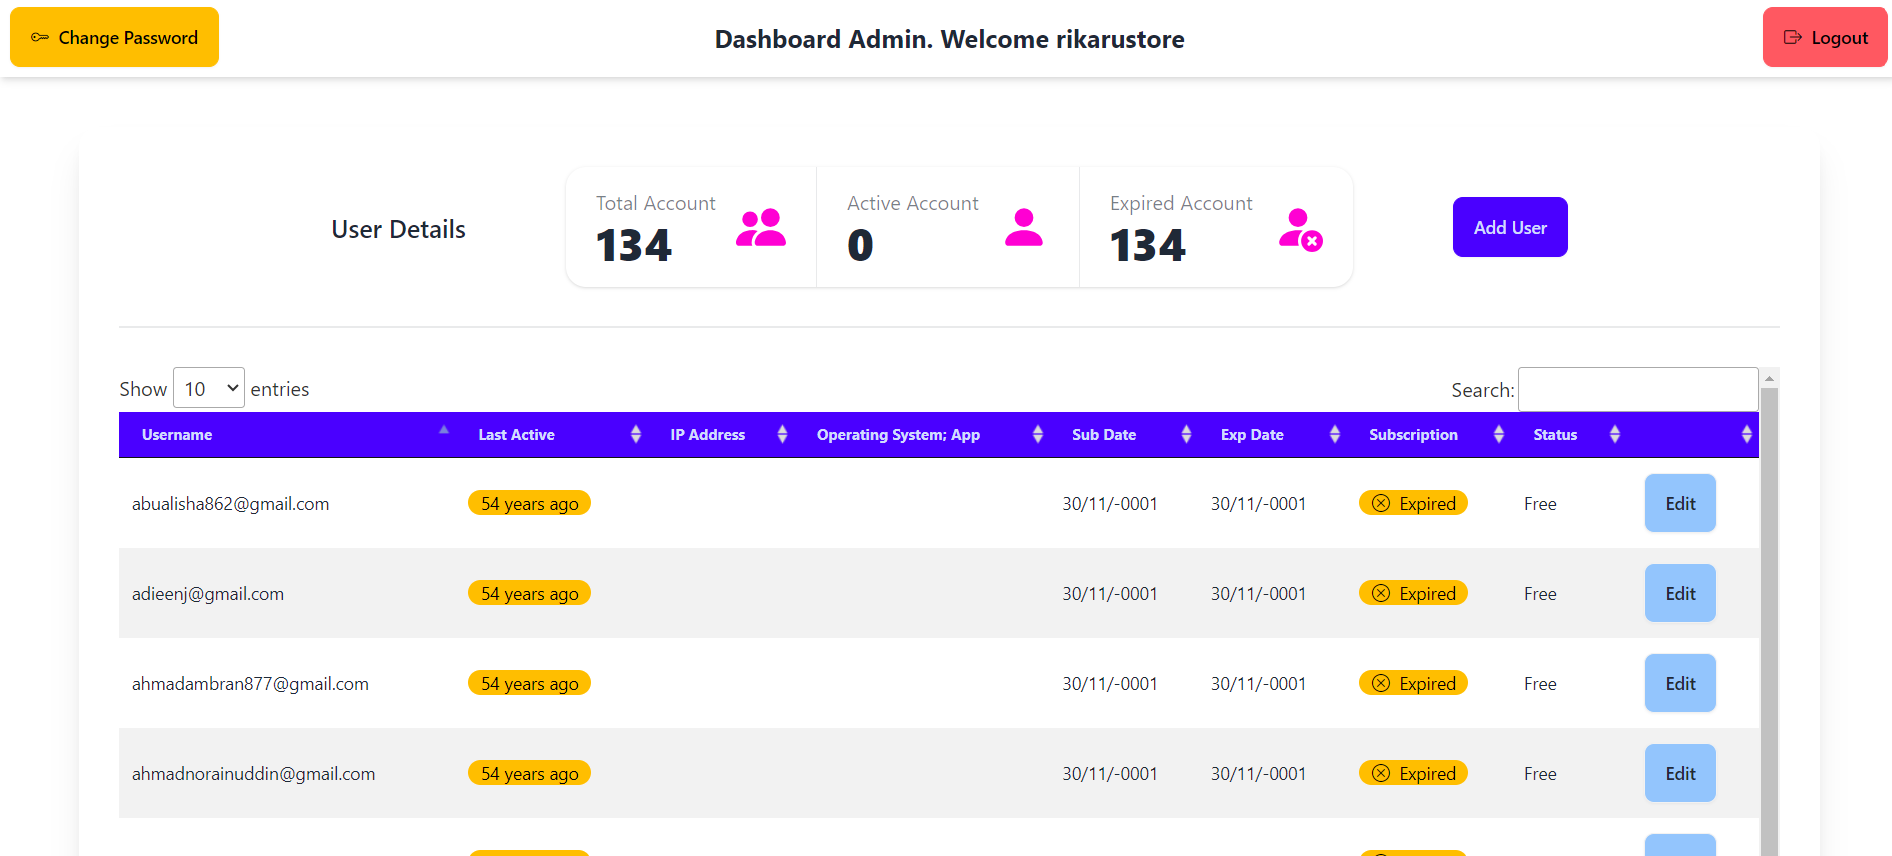 Change Password
Dashboard Admin. Welcome rikarustore
Logout
User Details
Total Account
134
Active Account
0
Expired Account
134
Add User
Show 10 entries
Search:
Username Last Active IP Address Operating System; App Sub Date Exp Date Subscription Status
abualisha862@gmail.com 54 years ago 30/11/-0001 30/11/-0001 Expired Free Edit
adieenj@gmail.com 54 years ago 30/11/-0001 30/11/-0001 Expired Free Edit
ahmadambran877@gmail.com 54 years ago 30/11/-0001 30/11/-0001 Expired Free Edit
ahmadnorainuddin@gmail.com 54 years ago 30/11/-0001 30/11/-0001 Expired Free Edit